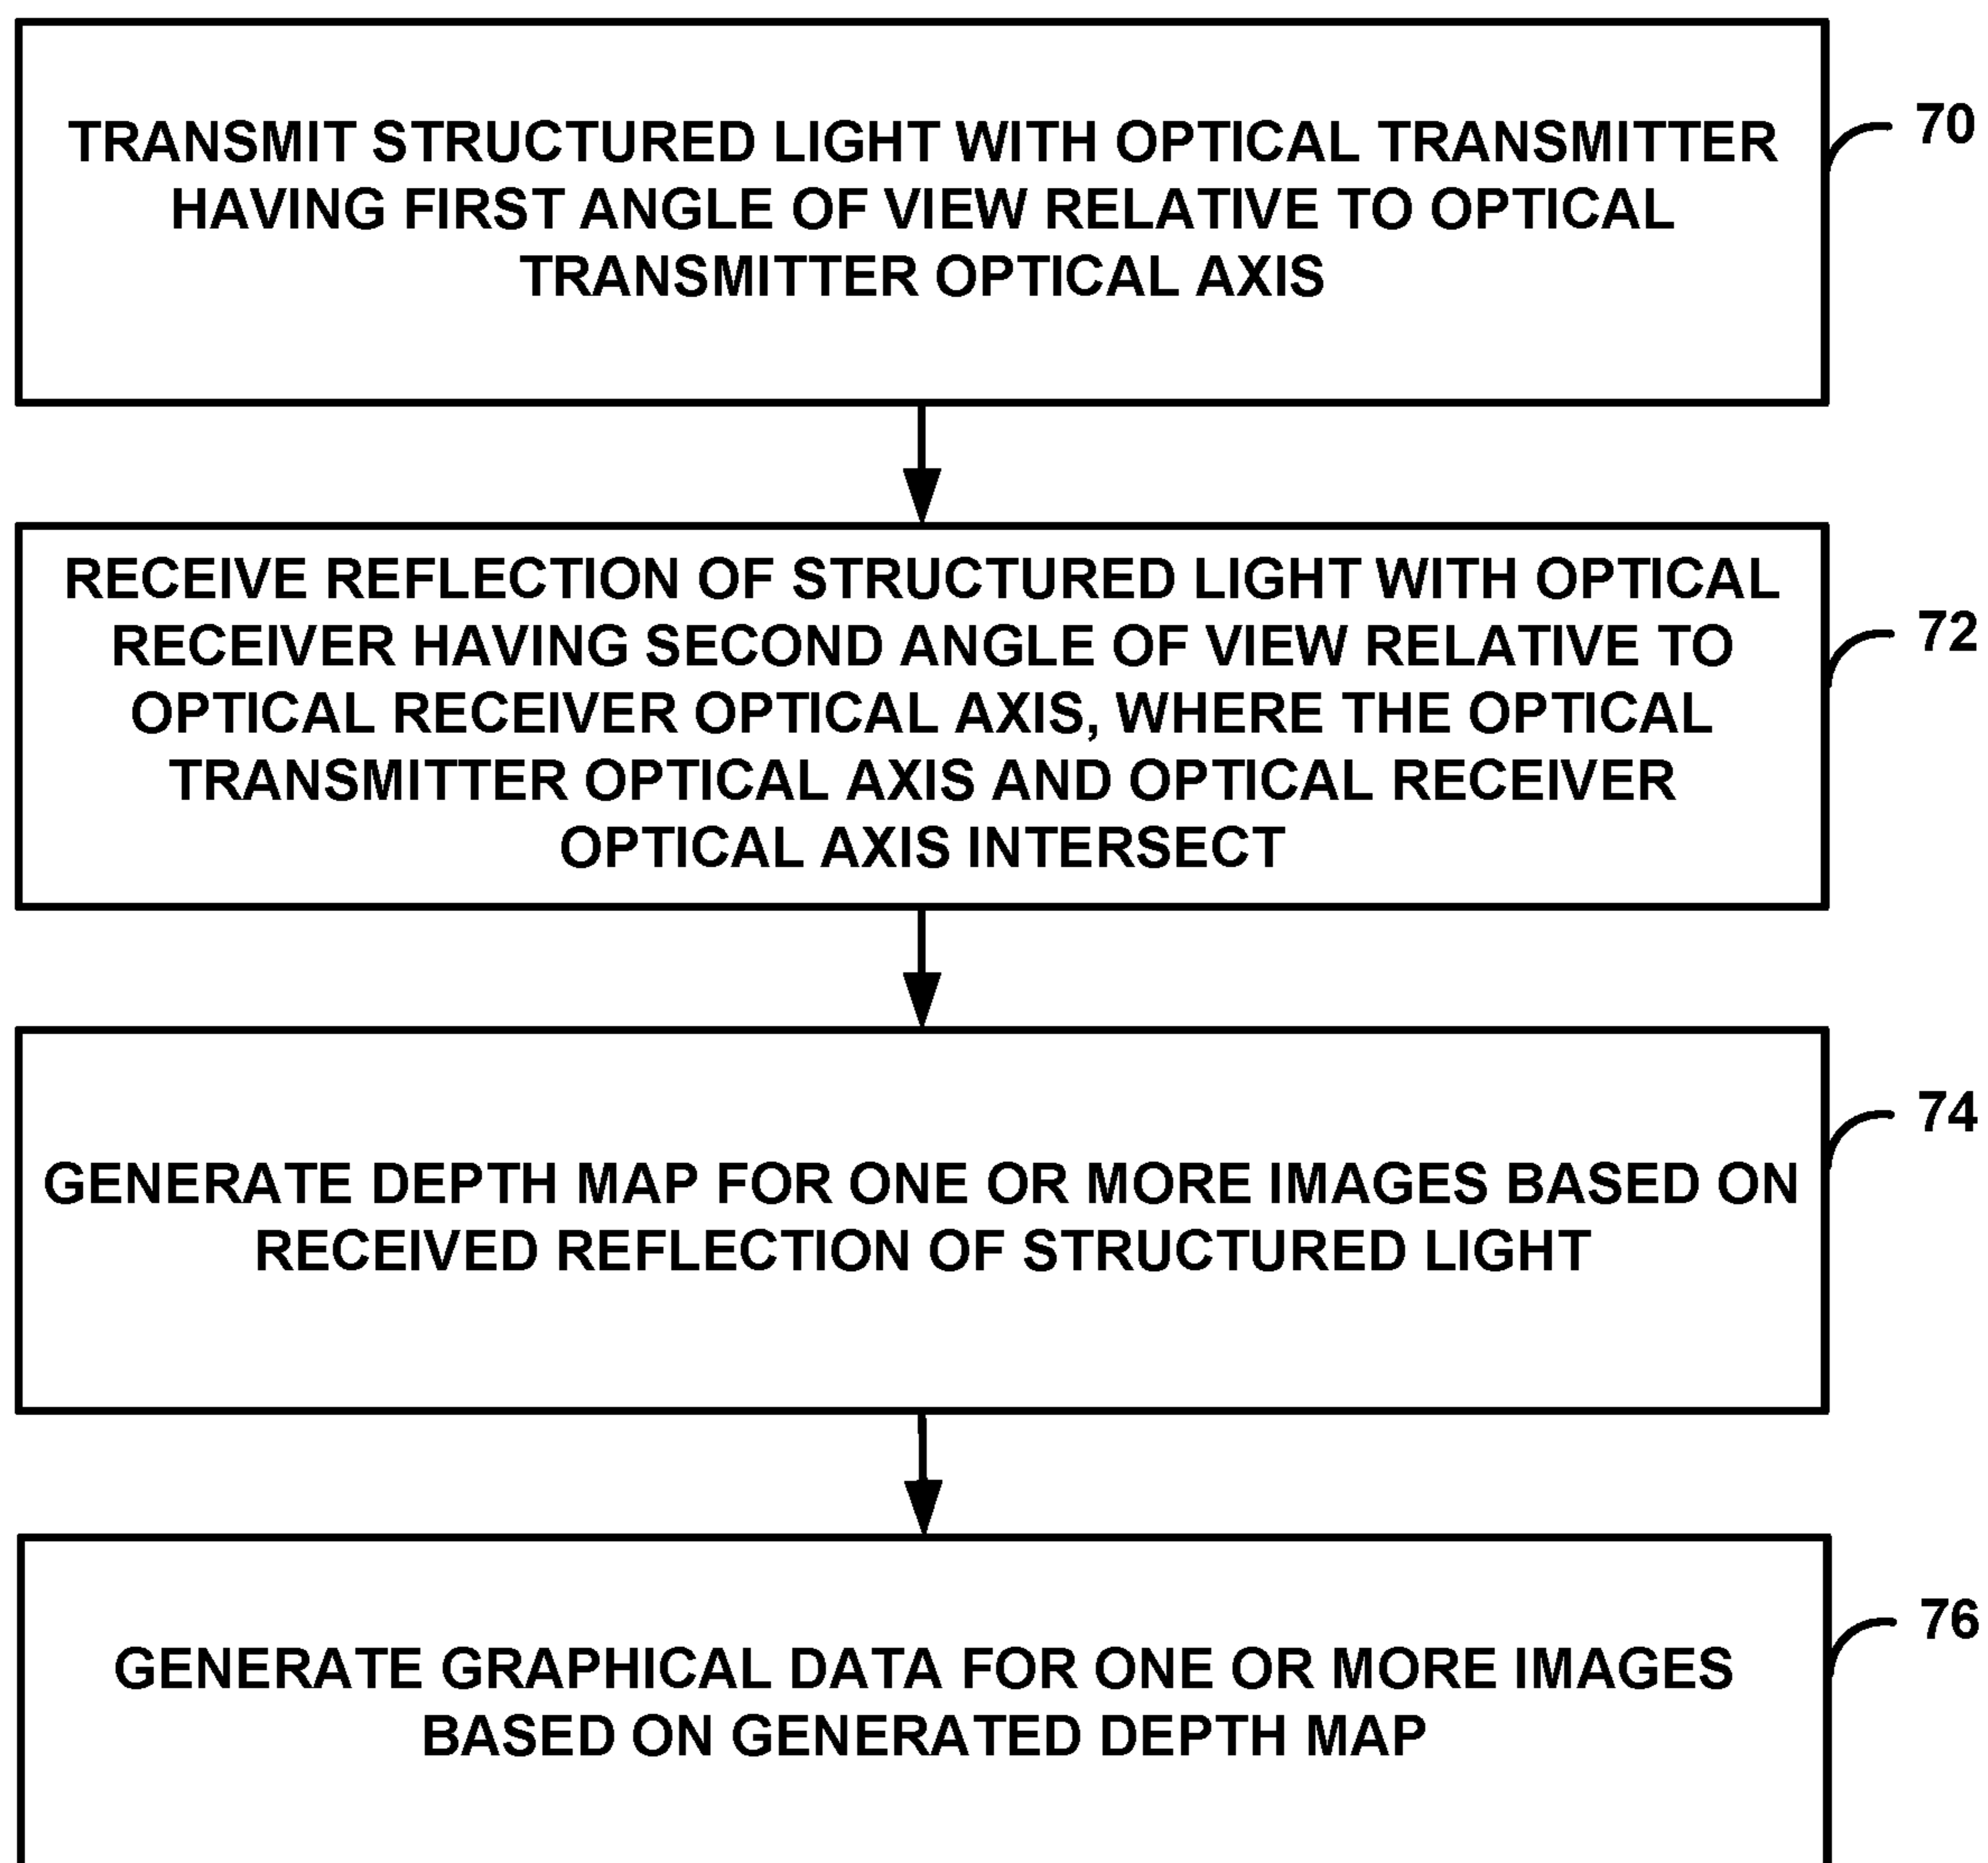 TRANSMIT STRUCTURED LIGHT WITH OPTICAL TRANSMITTER
HAVING FIRST ANGLE OF VIEW RELATIVE TO OPTICAL
TRANSMITTER OPTICAL AXIS
70
RECEIVE REFLECTION OF STRUCTURED LIGHT WITH OPTICAL
RECEIVER HAVING SECOND ANGLE OF VIEW RELATIVE TO
OPTICAL RECEIVER OPTICAL AXIS, WHERE THE OPTICAL
TRANSMITTER OPTICAL AXIS AND OPTICAL RECEIVER
OPTICAL AXIS INTERSECT
72
GENERATE DEPTH MAP FOR ONE OR MORE IMAGES BASED ON
RECEIVED REFLECTION OF STRUCTURED LIGHT
74
GENERATE GRAPHICAL DATA FOR ONE OR MORE IMAGES
BASED ON GENERATED DEPTH MAP
76